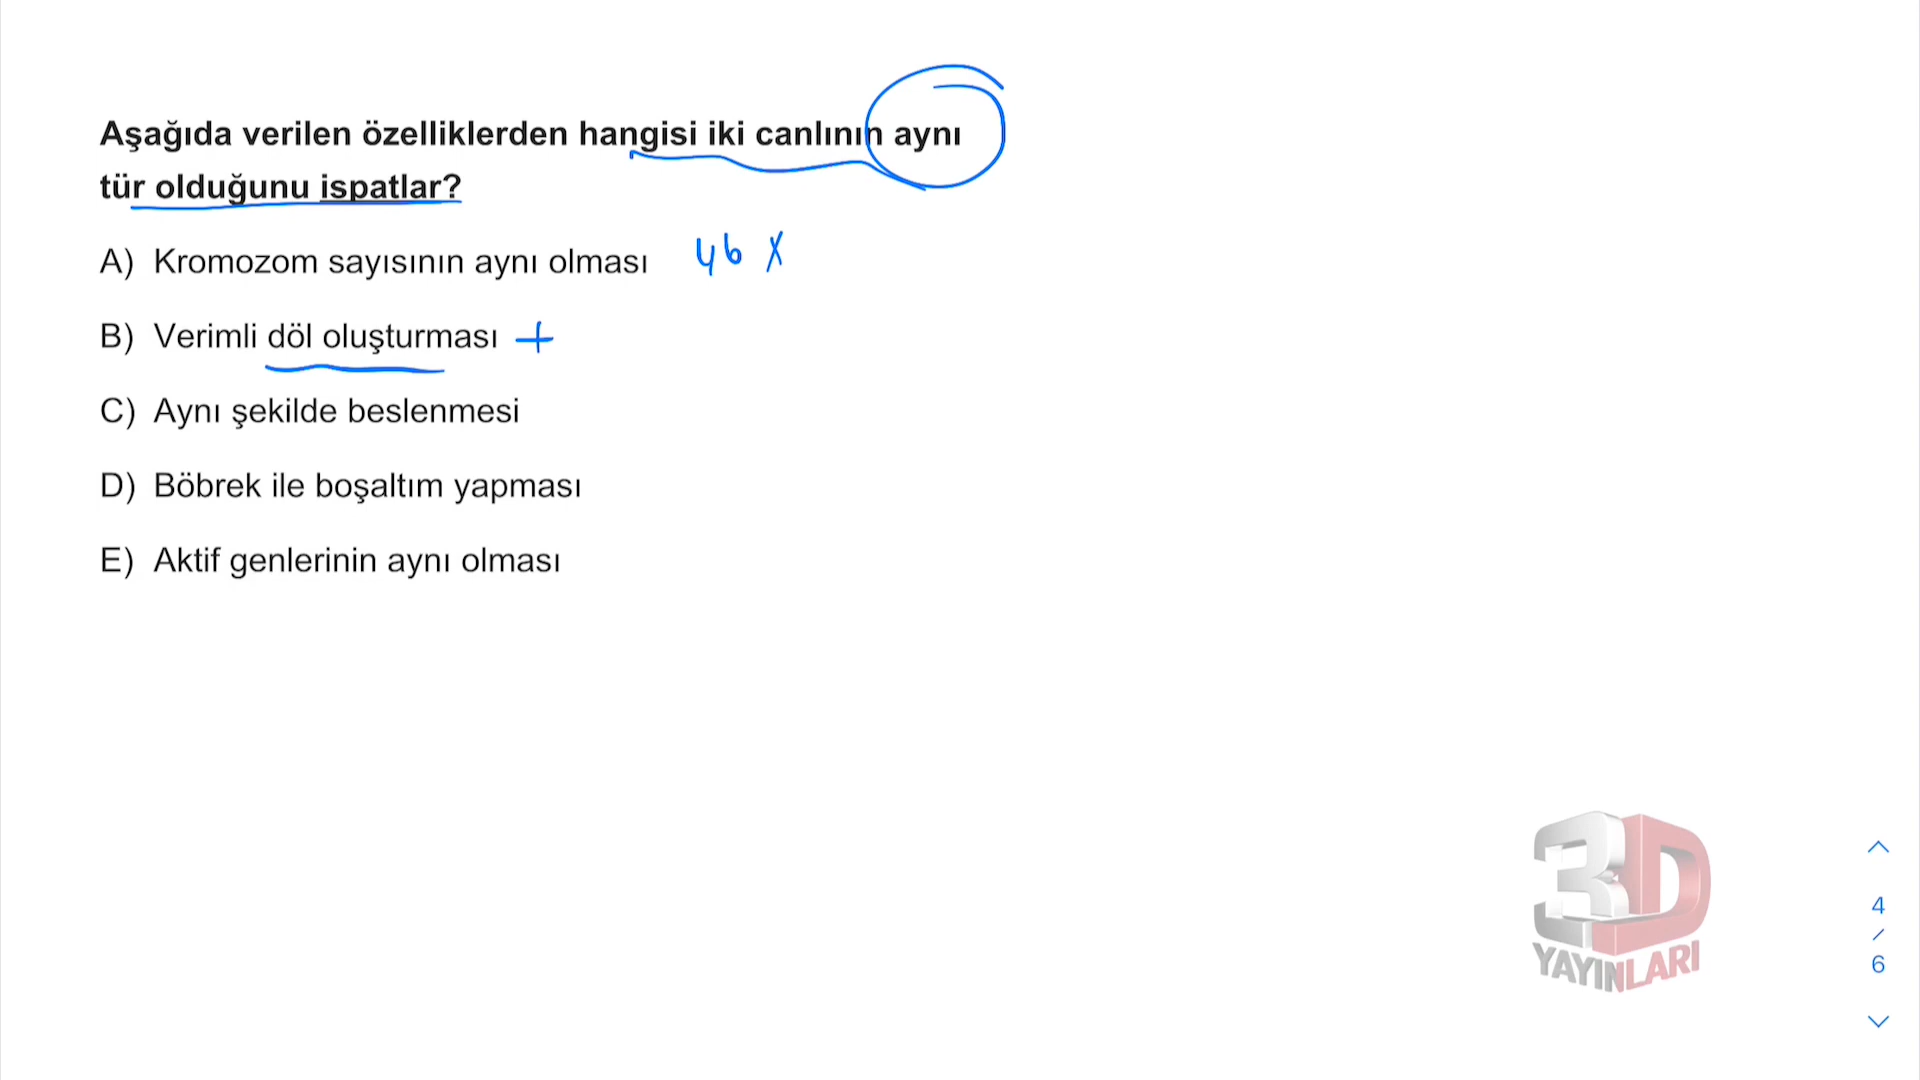 Aşağıda verilen özelliklerden hangisi iki canlının aynı
tür olduğunu ispatlar?
A) Kromozom sayısının aynı olması 46 X
B) Verimli döl oluşturması +
C) Aynı şekilde beslenmesi
D) Böbrek ile boşaltım yapması
E) Aktif genlerinin aynı olması
3D
YAYINLARI
4
/
6